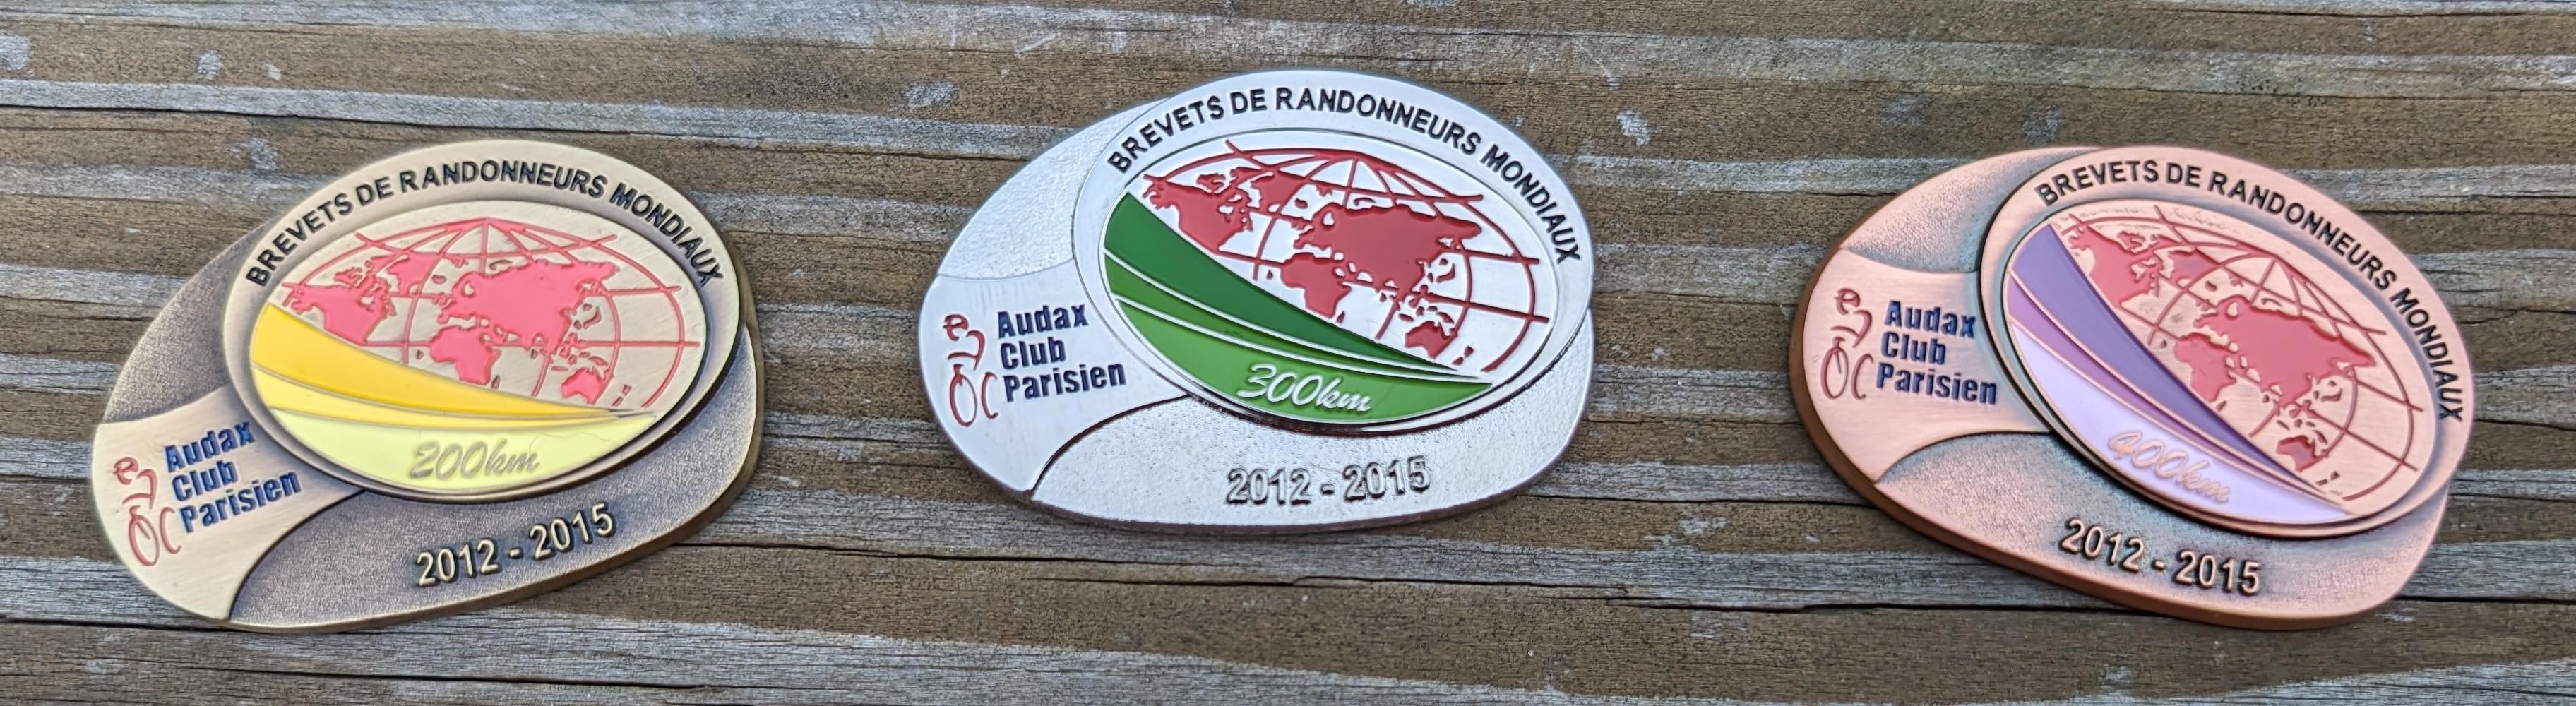 BREVETS DE RANDONNEURS MONDIAUX
Audax
Club
Parisien
200km
2012 - 2015
BREVETS DE RANDONNEURS MONDIAUX
Audax
Club
Parisien
300km
2012 - 2015
BREVETS DE RANDONNEURS MONDIAUX
Audax
Club
Parisien
400km
2012 - 2015